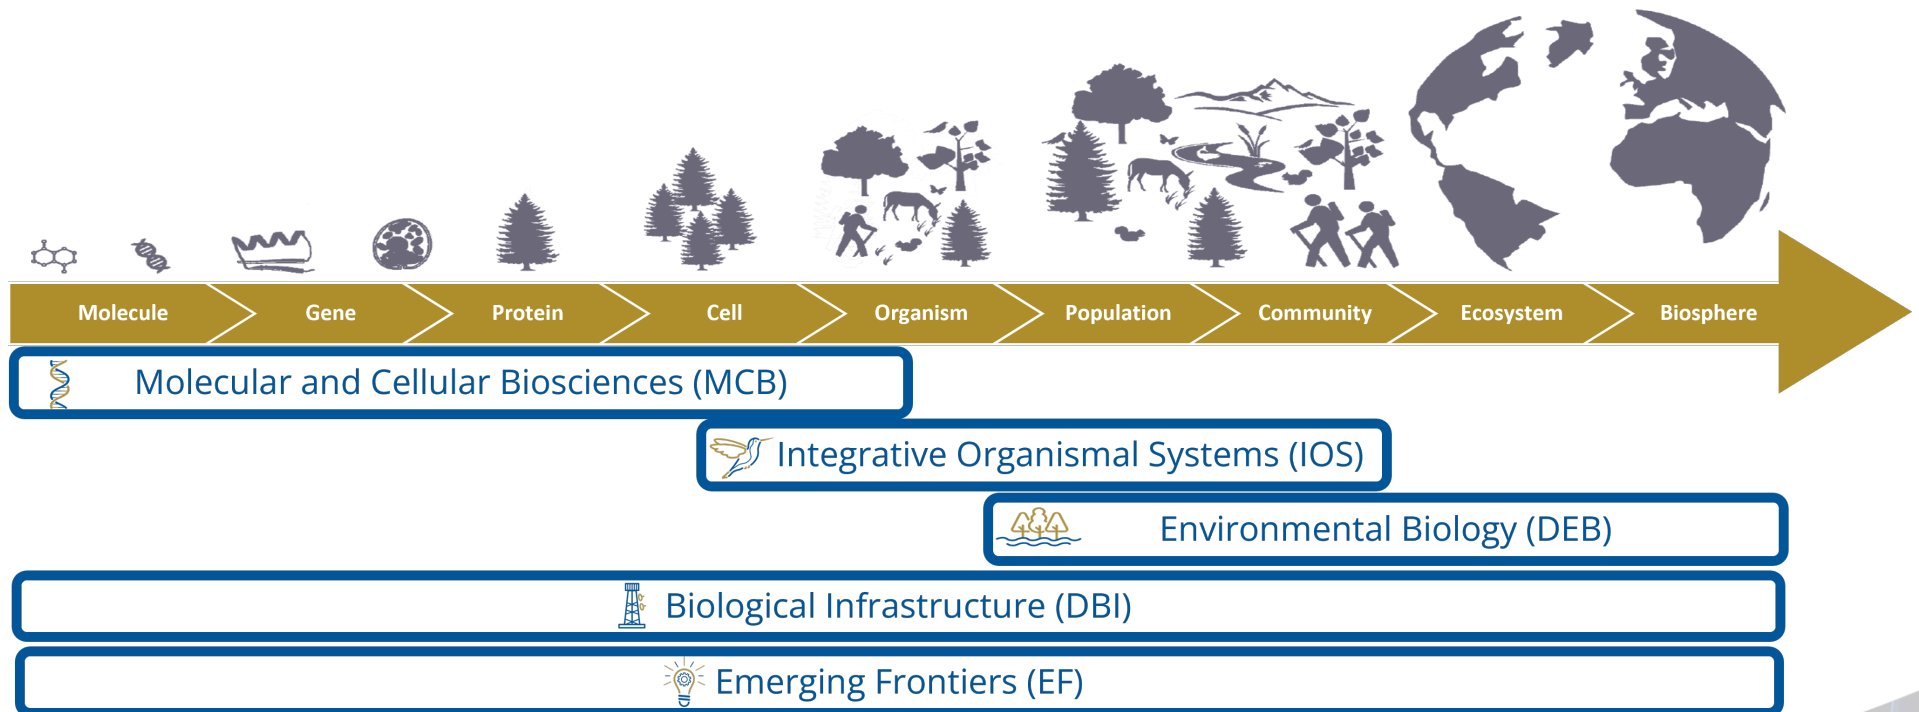 Molecule Gene Protein Cell Organism Population Community Ecosystem Biosphere
Molecular and Cellular Biosciences (MCB)
Integrative Organismal Systems (IOS)
Environmental Biology (DEB)
Biological Infrastructure (DBI)
Emerging Frontiers (EF)